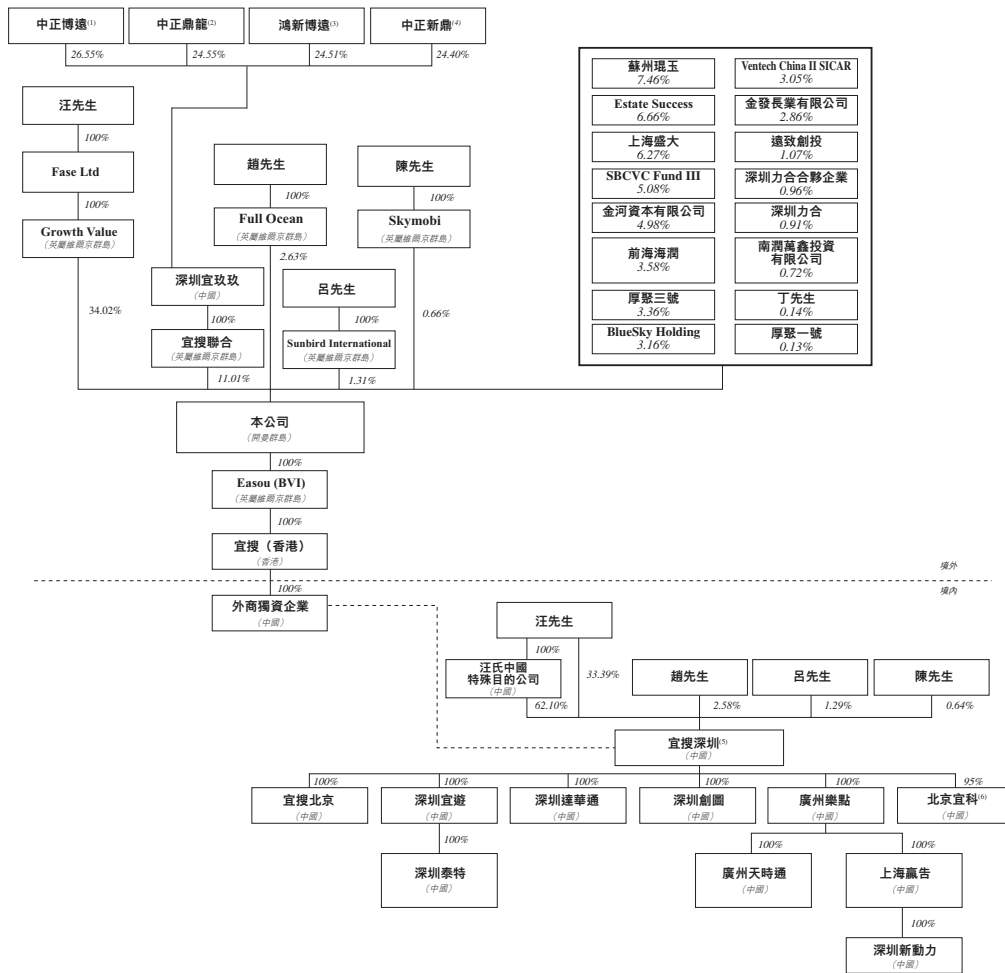 中正博遠(1)
中正鼎龍(2)
鴻新博遠(3)
中正新鼎(4)
26.55%
24.55%
24.51%
24.40%
汪先生
100%
Fase Ltd
100%
Growth Value
（英屬維爾京群島）
34.02%
深圳宜玖玖
（中國）
100%
宜搜聯合
（英屬維爾京群島）
11.01%
趙先生
100%
Full Ocean
（英屬維爾京群島）
2.63%
呂先生
100%
Sunbird International
（英屬維爾京群島）
1.31%
陳先生
100%
Skymobi
（英屬維爾京群島）
0.66%
蘇州琨玉
7.46%
Ventech China II SICAR
3.05%
Estate Success
6.66%
金發長業有限公司
2.86%
上海盛大
6.27%
遠致創投
1.07%
SBCVC Fund III
5.08%
深圳力合合夥企業
0.96%
金河資本有限公司
4.98%
深圳力合
0.91%
前海海潤
3.58%
南潤萬鑫投資
有限公司
0.72%
厚聚三號
3.36%
丁先生
0.14%
BlueSky Holding
3.16%
厚聚一號
0.13%
本公司
（開曼群島）
100%
Easou (BVI)
（英屬維爾京群島）
100%
宜搜（香港）
（香港）
境外
境內
100%
外商獨資企業
（中國）
汪先生
100%
33.39%
汪氏中國
特殊目的公司
（中國）
62.10%
趙先生
2.58%
呂先生
1.29%
陳先生
0.64%
宜搜深圳(5)
（中國）
100%
100%
100%
100%
100%
95%
宜搜北京
（中國）
深圳宜遊
（中國）
深圳達華通
（中國）
深圳創圖
（中國）
廣州樂點
（中國）
北京宜科(6)
（中國）
100%
100%
100%
深圳泰特
（中國）
廣州天時通
（中國）
上海贏告
（中國）
100%
深圳新動力
（中國）